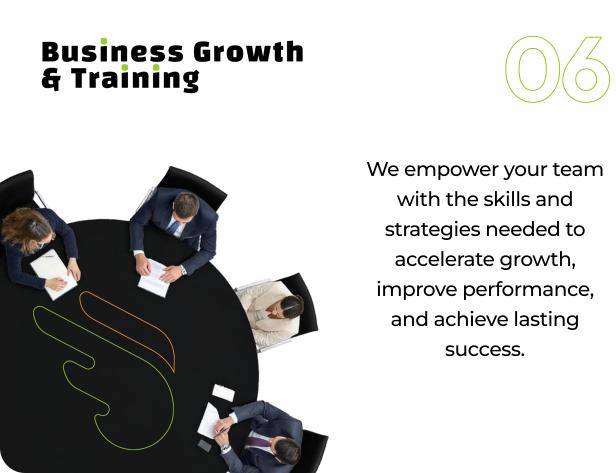 Business Growth
& Training
06
We empower your team
with the skills and
strategies needed to
accelerate growth,
improve performance,
and achieve lasting
success.